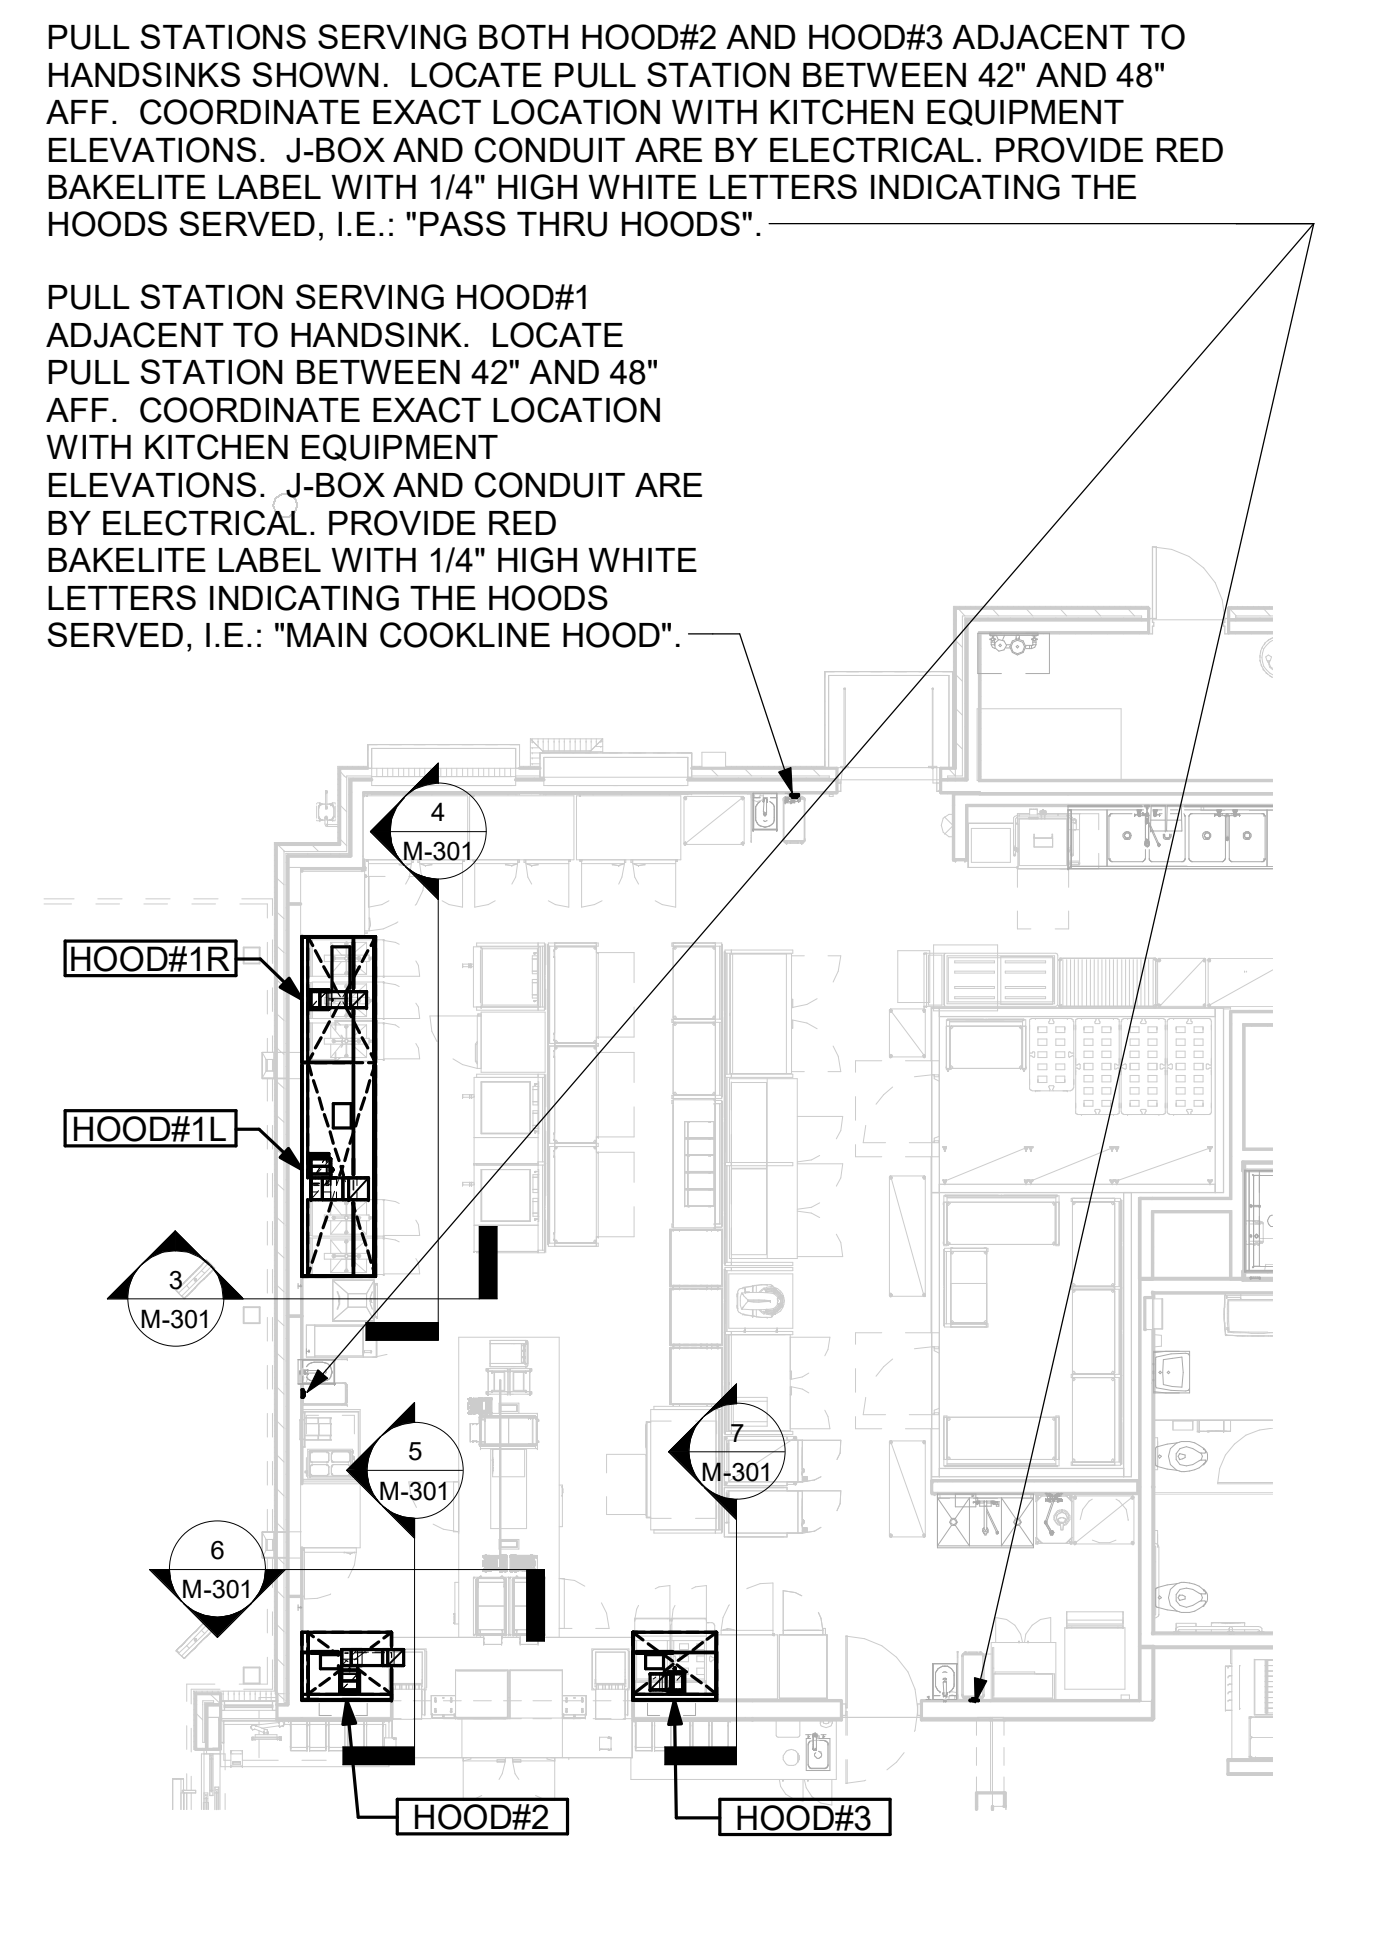 PULL STATIONS SERVING BOTH HOOD#2 AND HOOD#3 ADJACENT TO
HANDSINKS SHOWN.  LOCATE PULL STATION BETWEEN 42" AND 48"
AFF.  COORDINATE EXACT LOCATION WITH KITCHEN EQUIPMENT
ELEVATIONS.  J-BOX AND CONDUIT ARE BY ELECTRICAL. PROVIDE RED
BAKELITE LABEL WITH 1/4" HIGH WHITE LETTERS INDICATING THE
HOODS SERVED, I.E.: "PASS THRU HOODS".
PULL STATION SERVING HOOD#1
ADJACENT TO HANDSINK.  LOCATE
PULL STATION BETWEEN 42" AND 48"
AFF.  COORDINATE EXACT LOCATION
WITH KITCHEN EQUIPMENT
ELEVATIONS.  J-BOX AND CONDUIT ARE
BY ELECTRICAL. PROVIDE RED
BAKELITE LABEL WITH 1/4" HIGH WHITE
LETTERS INDICATING THE HOODS
SERVED, I.E.: "MAIN COOKLINE HOOD".
4
M-301
HOOD#1R
HOOD#1L
3
M-301
5
M-301
7
M-301
6
M-301
HOOD#2
HOOD#3